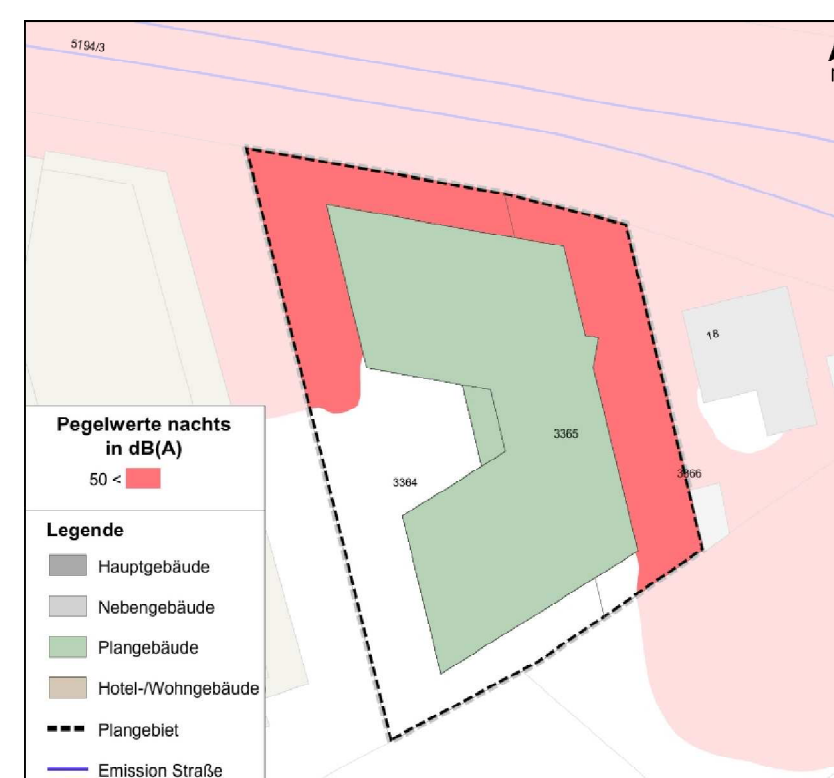 5194/3
N
18
3365
3366
3364
Pegelwerte nachts
in dB(A)
50 <
Legende
Hauptgebäude
Nebengebäude
Plangebäude
Hotel-/Wohngebäude
Plangebiet
Emission Straße